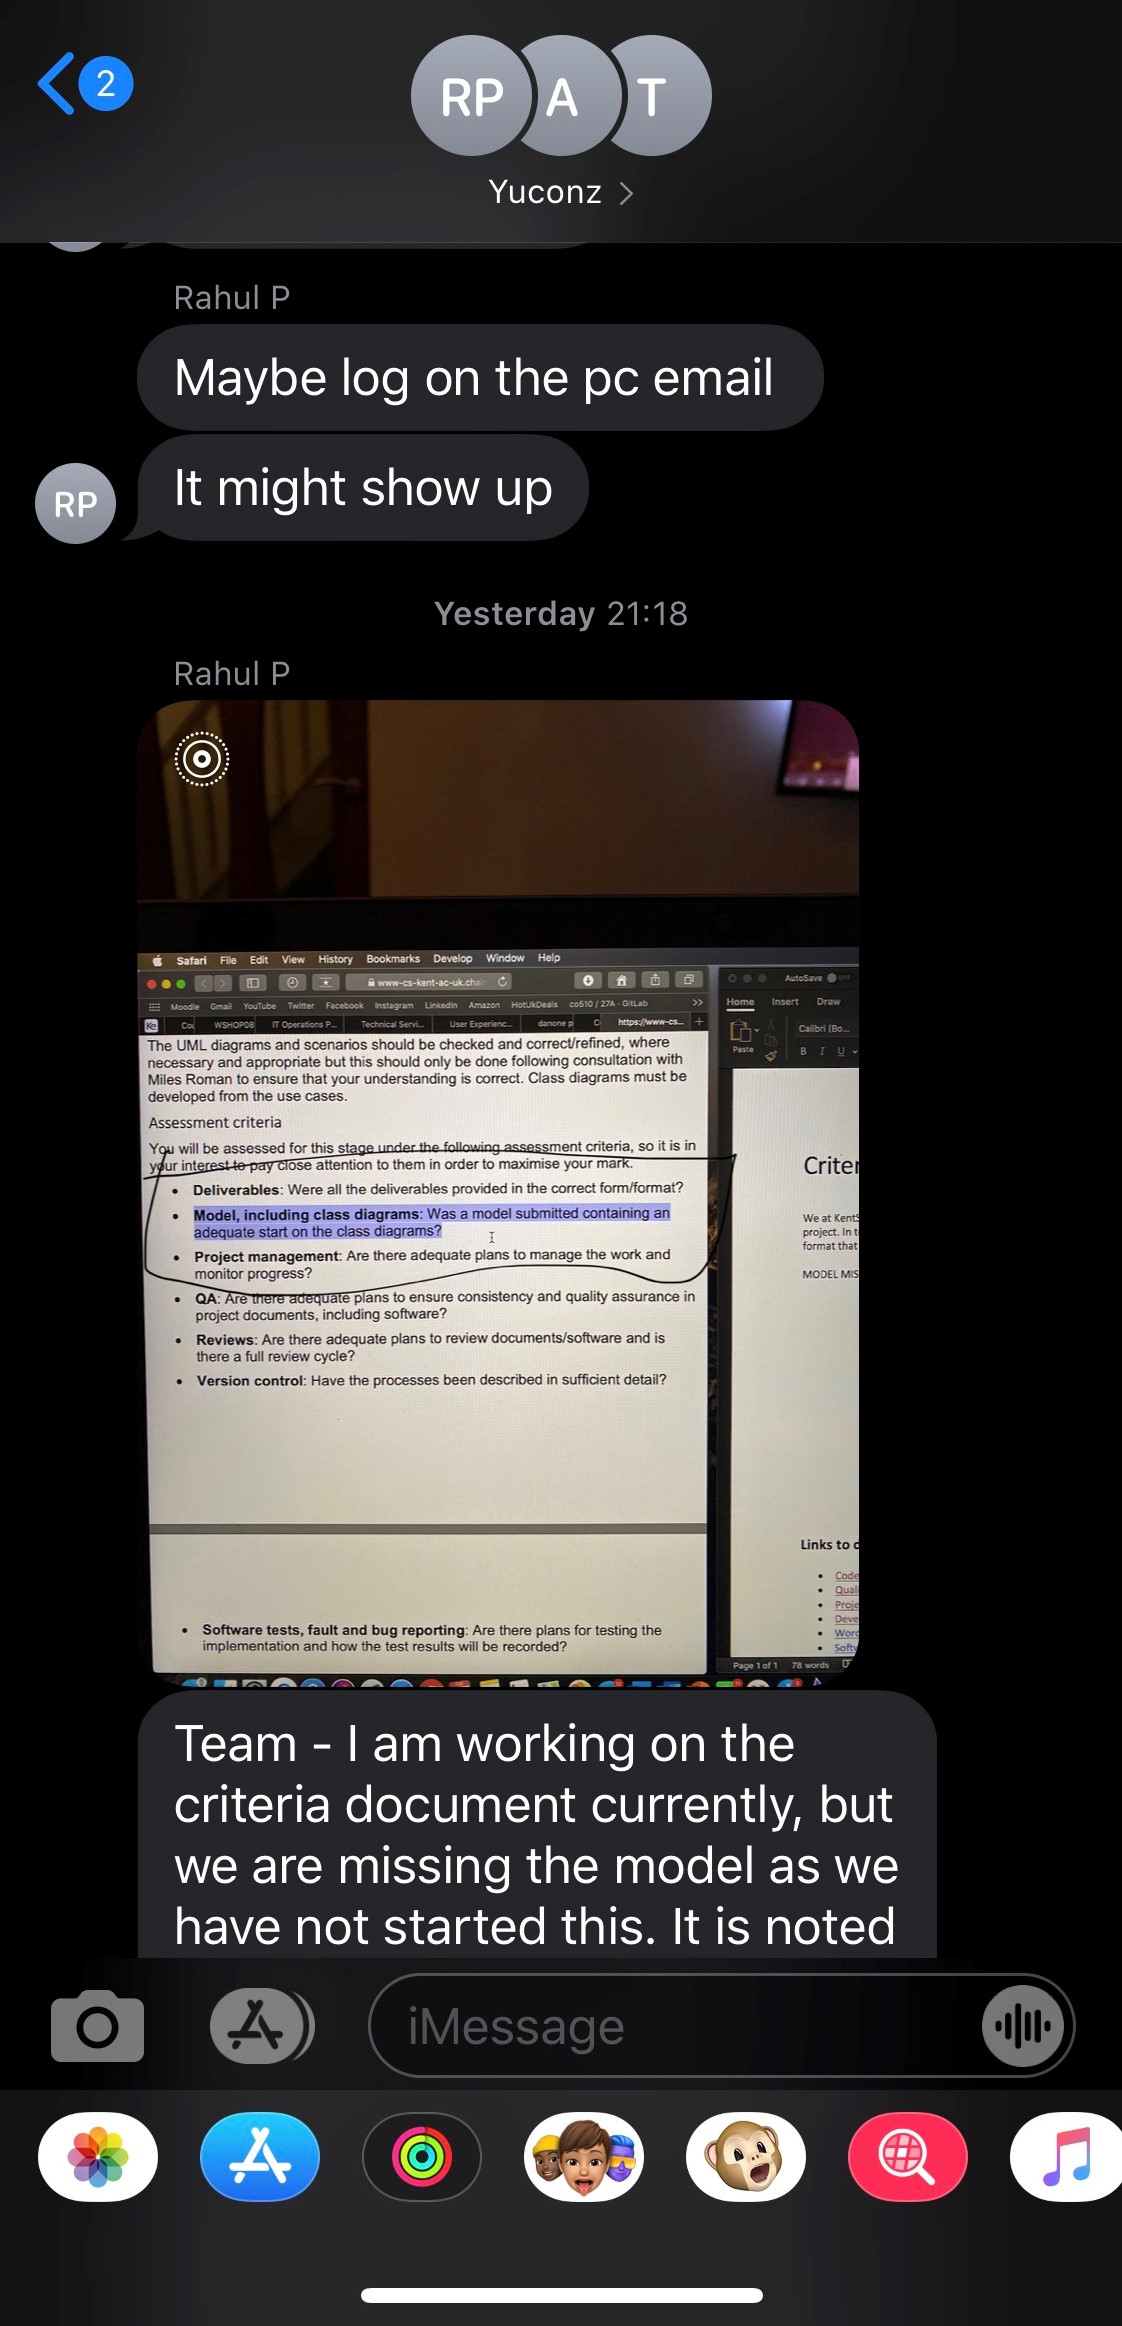 2
RP
A
T
Yuconz
Rahul P
Maybe log on the pc email
It might show up
RP
Yesterday 21:18
Rahul P
Safari File Edit View History Bookmarks Develop Window Help
www-cs-kent-ac-uk.cha
Moodle Gmail YouTube Twitter Facebook Instagram LinkedIn Amazon HotUkDeals co510 / 27A - GitLab
Ke WSHOP08 IT Operations P... Technical Servi... User Experienc... danone p https://www-cs...
The UML diagrams and scenarios should be checked and correct/refined, where
necessary and appropriate but this should only be done following consultation with
Miles Roman to ensure that your understanding is correct. Class diagrams must be
developed from the use cases.
Assessment criteria
You will be assessed for this stage under the following assessment criteria, so it is in
your interest to pay close attention to them in order to maximise your mark.
• Deliverables: Were all the deliverables provided in the correct form/format?
• Model, including class diagrams: Was a model submitted containing an
adequate start on the class diagrams?
• Project management: Are there adequate plans to manage the work and
monitor progress?
• QA: Are there adequate plans to ensure consistency and quality assurance in
project documents, including software?
• Reviews: Are there adequate plans to review documents/software and is
there a full review cycle?
• Version control: Have the processes been described in sufficient detail?
• Software tests, fault and bug reporting: Are there plans for testing the
implementation and how the test results will be recorded?
AutoSave OFF
Home Insert Draw
Calibri (Bo...
Paste
B I U
Criter
We at Kent
project. In t
format that
MODEL MIS
Links to
• Code
• Quali
• Proje
• Deve
• Word
• Softw
Page 1 of 1 78 words
Team - I am working on the
criteria document currently, but
we are missing the model as we
have not started this. It is noted
iMessage